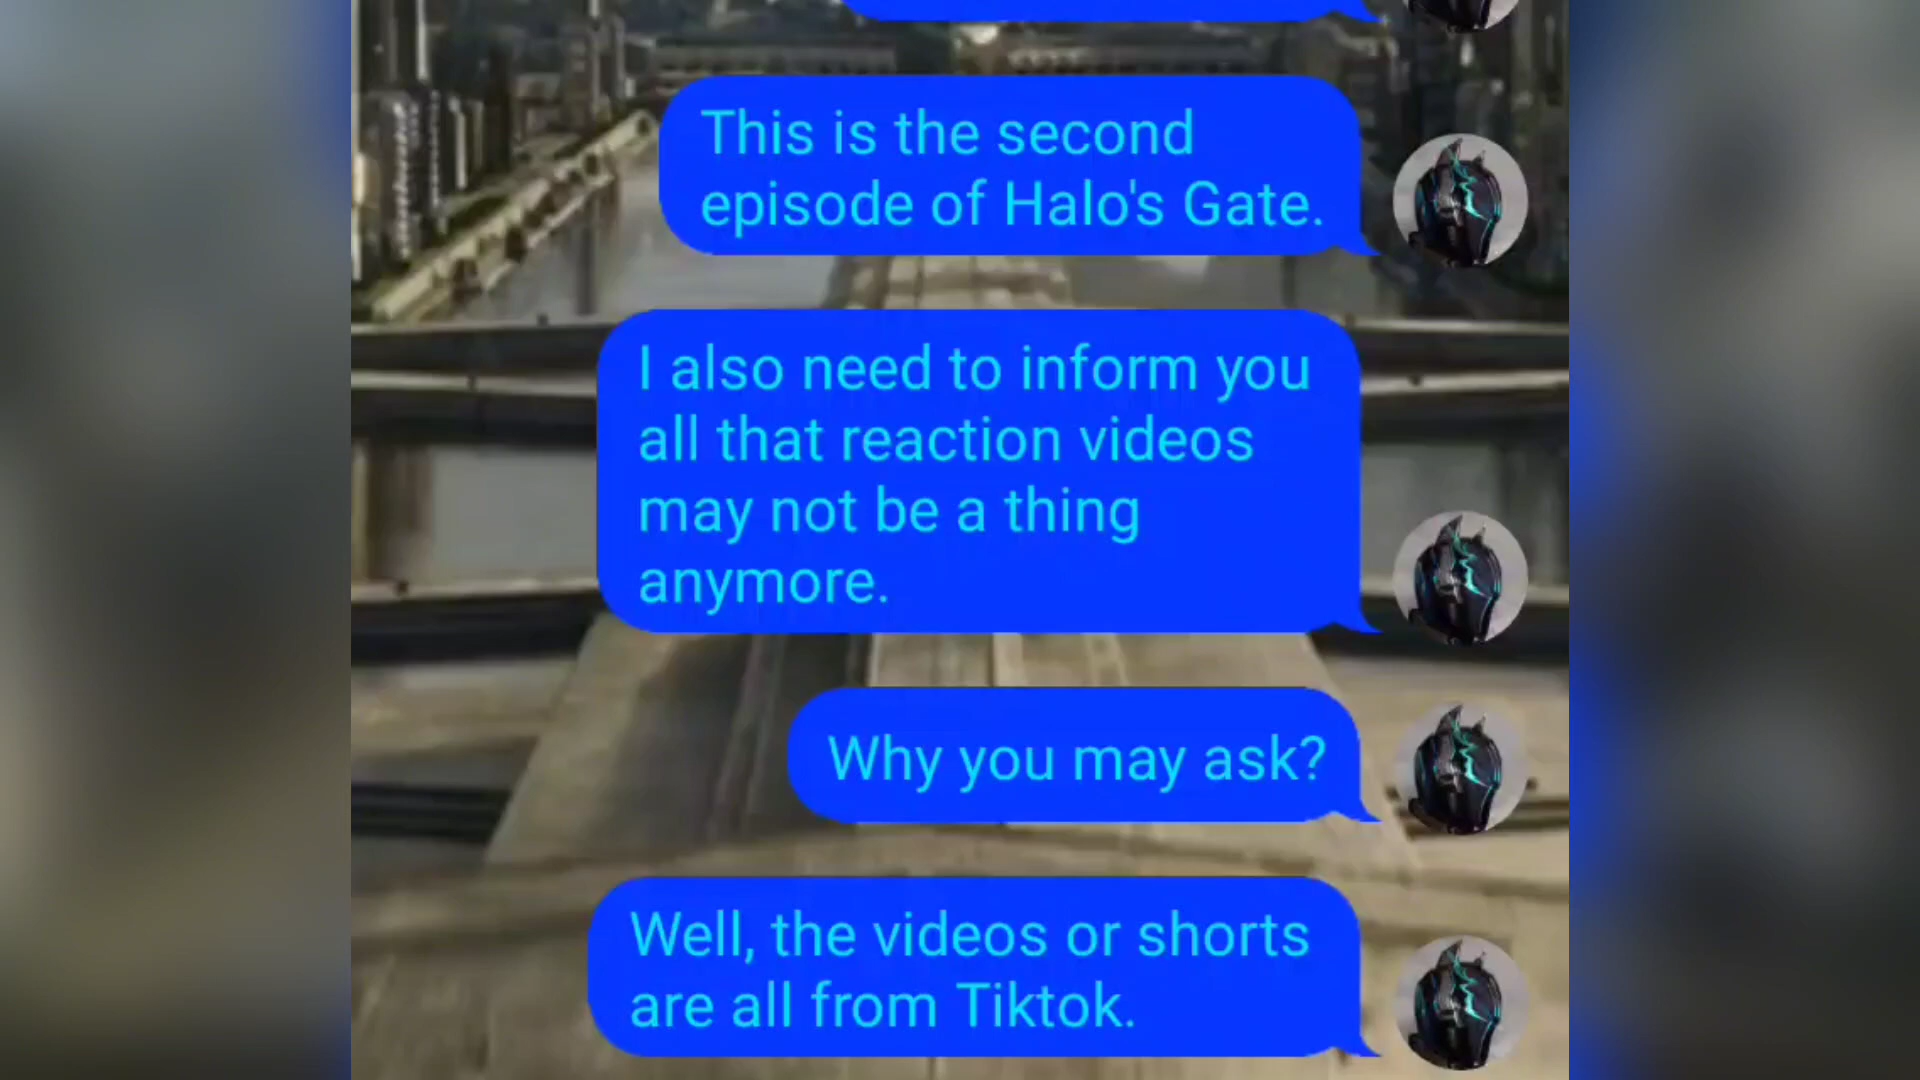 This is the second
episode of Halo's Gate.
I also need to inform you
all that reaction videos
may not be a thing
anymore.
Why you may ask?
Well, the videos or shorts
are all from Tiktok.